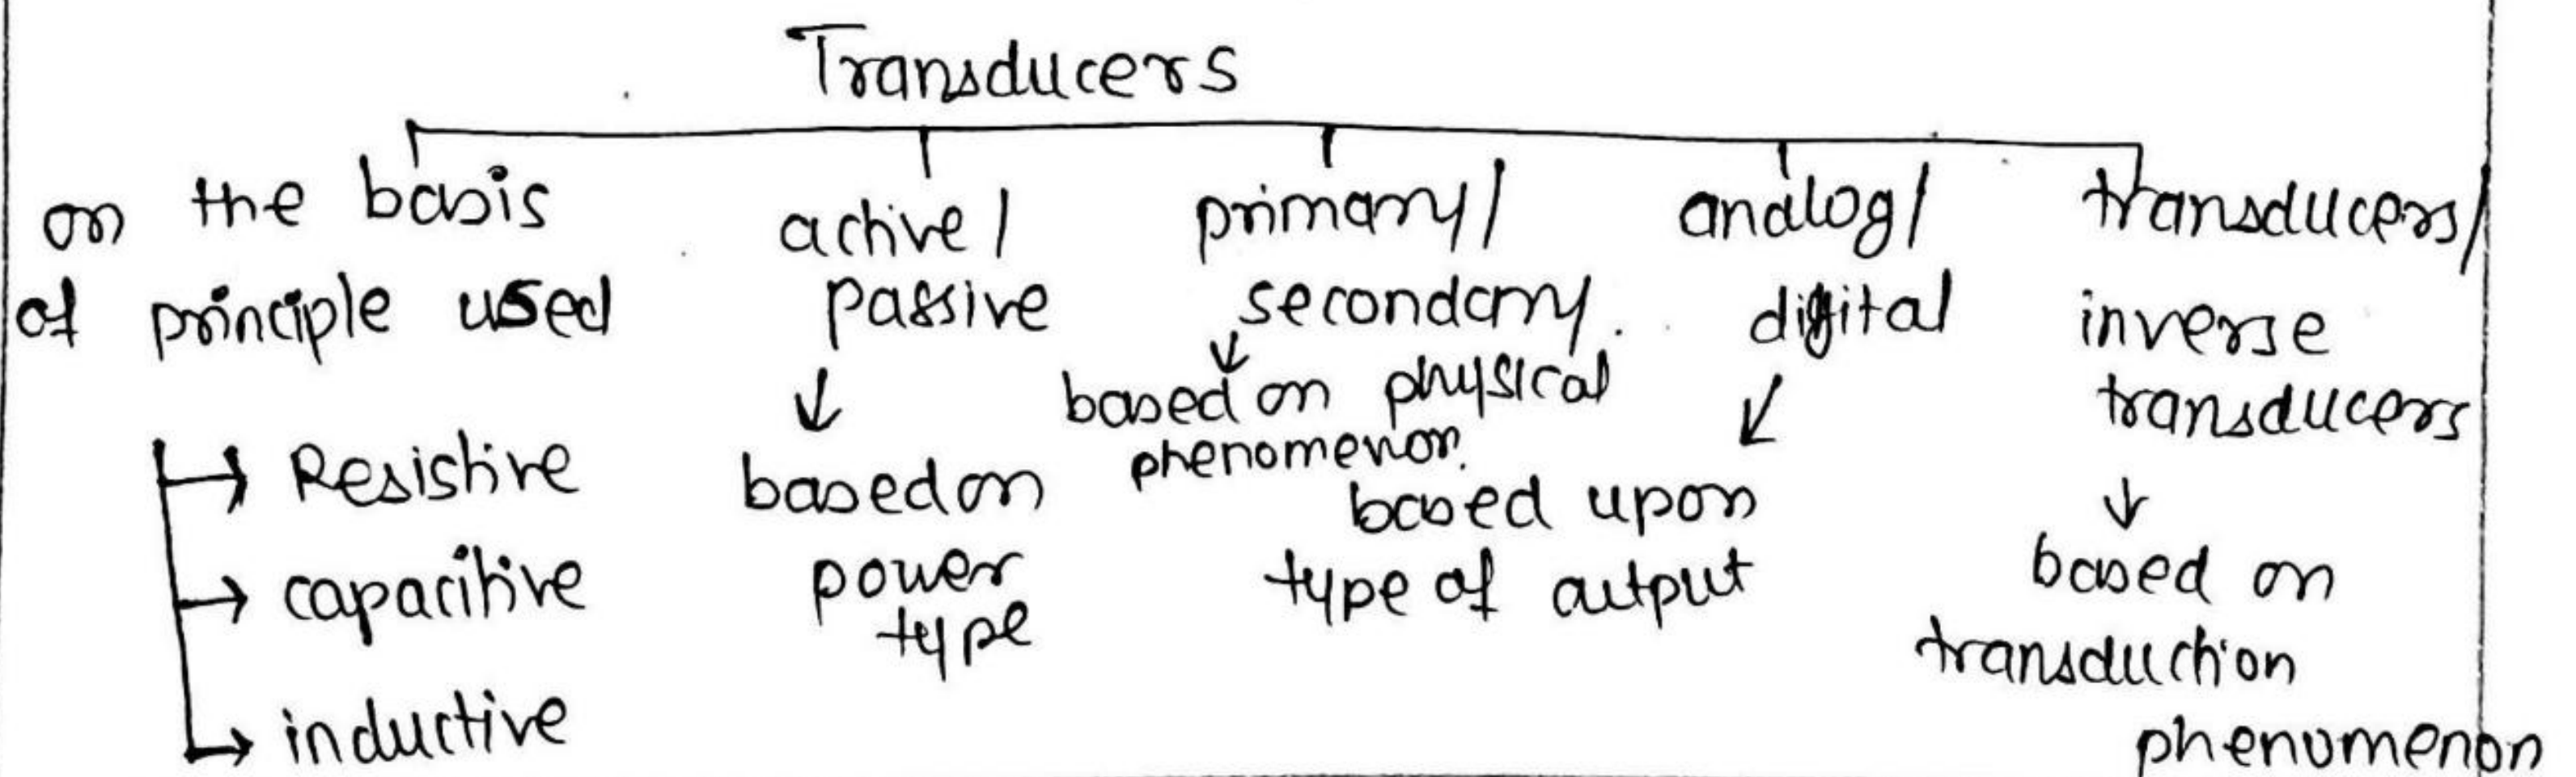 Transducers
on the basis
of principle used
Resistive
capacitive
inductive
active/
passive
based on
power
type
primary/
secondary.
based on physical
phenomenon.
analog/
digital
based upon
type of output
transducers/
inverse
transducers
based on
transduction
phenomenon